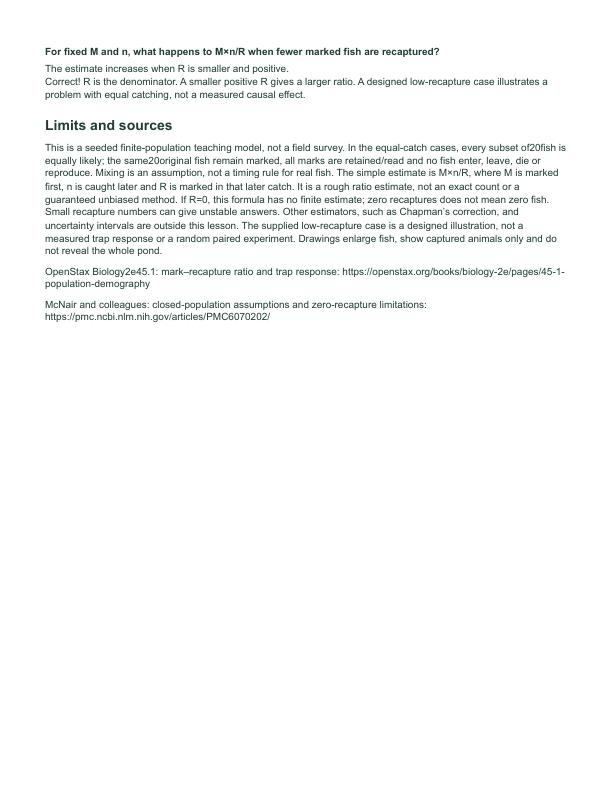 For fixed M and n, what happens to M×n/R when fewer marked fish are recaptured?
The estimate increases when R is smaller and positive.
Correct! R is the denominator. A smaller positive R gives a larger ratio. A designed low-recapture case illustrates a
problem with equal catching, not a measured causal effect.
Limits and sources
This is a seeded finite-population teaching model, not a field survey. In the equal-catch cases, every subset of20fish is
equally likely; the same20original fish remain marked, all marks are retained/read and no fish enter, leave, die or
reproduce. Mixing is an assumption, not a timing rule for real fish. The simple estimate is M×n/R, where M is marked
first, n is caught later and R is marked in that later catch. It is a rough ratio estimate, not an exact count or a
guaranteed unbiased method. If R=0, this formula has no finite estimate; zero recaptures does not mean zero fish.
Small recapture numbers can give unstable answers. Other estimators, such as Chapman’s correction, and
uncertainty intervals are outside this lesson. The supplied low-recapture case is a designed illustration, not a
measured trap response or a random paired experiment. Drawings enlarge fish, show captured animals only and do
not reveal the whole pond.
OpenStax Biology2e45.1: mark–recapture ratio and trap response: https://openstax.org/books/biology-2e/pages/45-1-
population-demography
McNair and colleagues: closed-population assumptions and zero-recapture limitations:
https://pmc.ncbi.nlm.nih.gov/articles/PMC6070202/